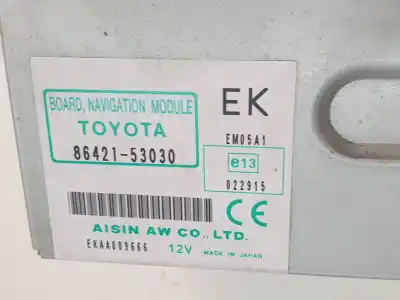 BOARD, NAVIGATION MODULE
TOYOTA
86421-53030
EK
EM05A1
e13
022915
CE
AISIN AW CO., LTD.
EKAA009666 12V MADE IN JAPAN